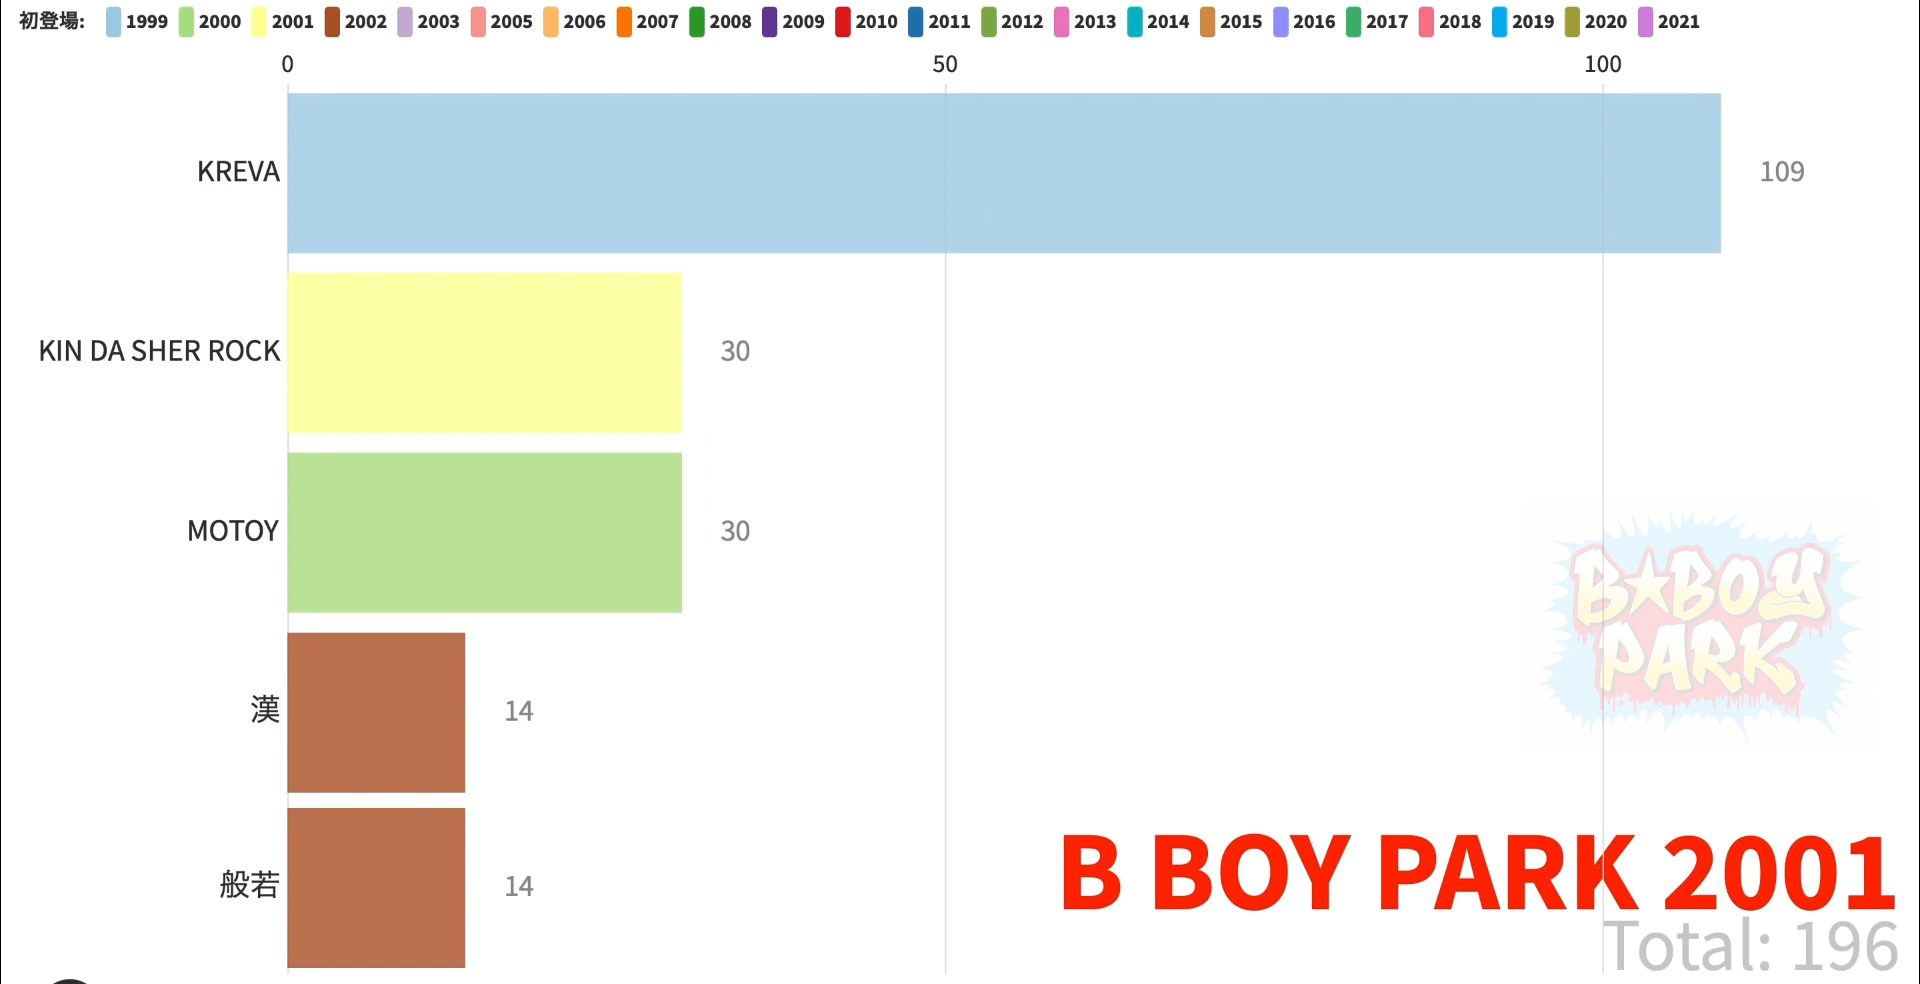 初登場: 1999 2000 2001 2002 2003 2005 2006 2007 2008 2009 2010 2011 2012 2013 2014 2015 2016 2017 2018 2019 2020 2021
0 50 100
KREVA 109
KIN DA SHER ROCK 30
MOTOY 30
B★BOY
PARK
漢 14
般若 14
B BOY PARK 2001
Total: 196